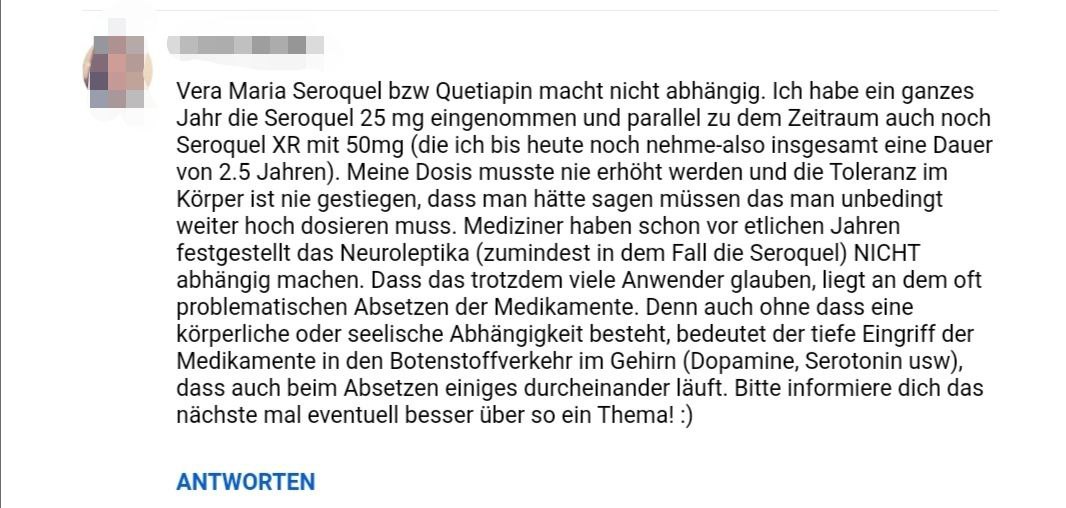 Vera Maria Seroquel bzw Quetiapin macht nicht abhängig. Ich habe ein ganzes
Jahr die Seroquel 25 mg eingenommen und parallel zu dem Zeitraum auch noch
Seroquel XR mit 50mg (die ich bis heute noch nehme-also insgesamt eine Dauer
von 2.5 Jahren). Meine Dosis musste nie erhöht werden und die Toleranz im
Körper ist nie gestiegen, dass man hätte sagen müssen das man unbedingt
weiter hoch dosieren muss. Mediziner haben schon vor etlichen Jahren
festgestellt das Neuroleptika (zumindest in dem Fall die Seroquel) NICHT
abhängig machen. Dass das trotzdem viele Anwender glauben, liegt an dem oft
problematischen Absetzen der Medikamente. Denn auch ohne dass eine
körperliche oder seelische Abhängigkeit besteht, bedeutet der tiefe Eingriff der
Medikamente in den Botenstoffverkehr im Gehirn (Dopamine, Serotonin usw),
dass auch beim Absetzen einiges durcheinander läuft. Bitte informiere dich das
nächste mal eventuell besser über so ein Thema! :)
ANTWORTEN